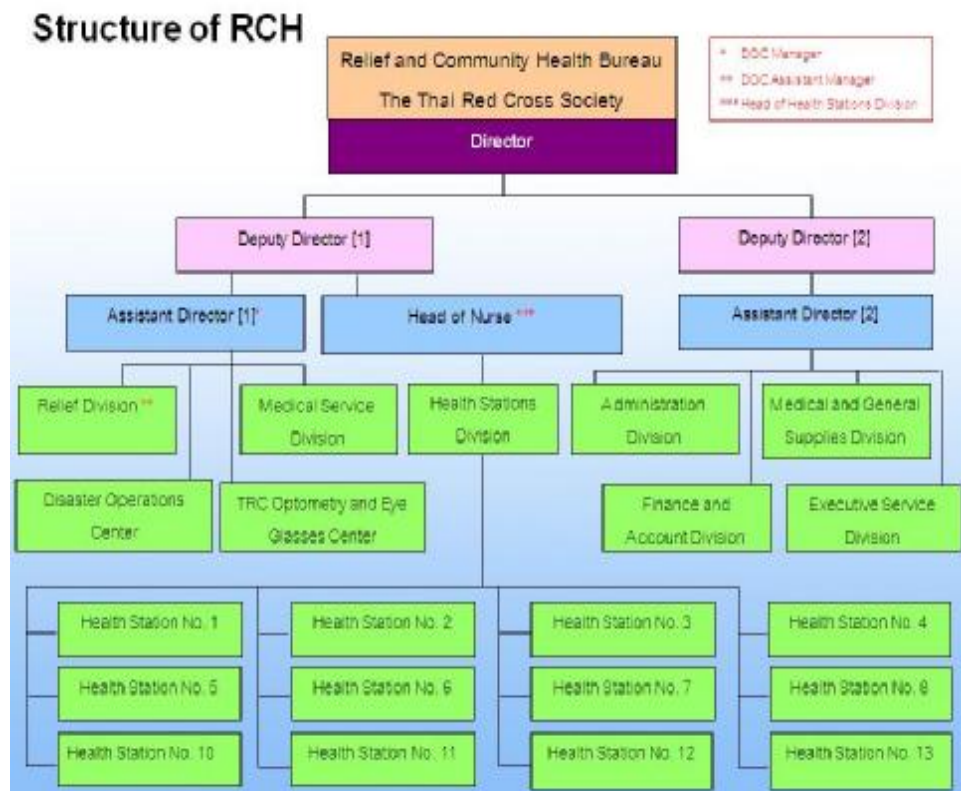 Structure of RCH
Relief and Community Health Bureau
The Thai Red Cross Society
Director
* DOC Manager
** DOC Assistant Manager
*** Head of Health Stations Division
Deputy Director [1]
Deputy Director [2]
Assistant Director [1]*
Head of Nurse ***
Assistant Director [2]
Relief Division **
Medical Service
Division
Health Stations
Division
Administration
Division
Medical and General
Supplies Division
Disaster Operations
Center
TRC Optometry and Eye
Glasses Center
Finance and
Account Division
Executive Service
Division
Health Station No. 1
Health Station No. 2
Health Station No. 3
Health Station No. 4
Health Station No. 5
Health Station No. 6
Health Station No. 7
Health Station No. 8
Health Station No. 10
Health Station No. 11
Health Station No. 12
Health Station No. 13